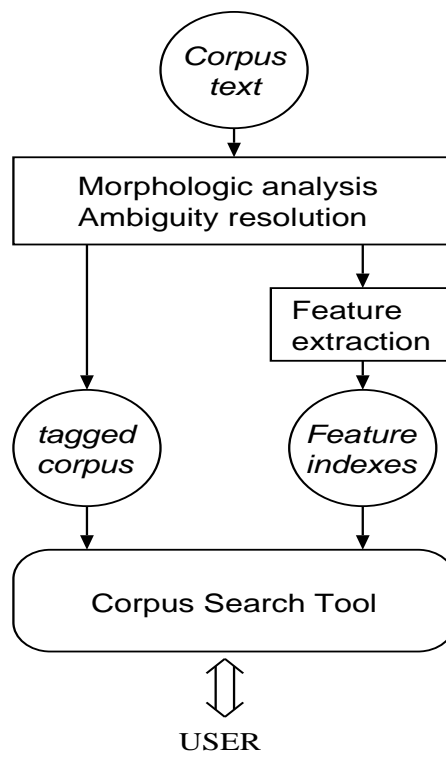 Corpus
text
Morphologic analysis
Ambiguity resolution
Feature
extraction
tagged
corpus
Feature
indexes
Corpus Search Tool
USER